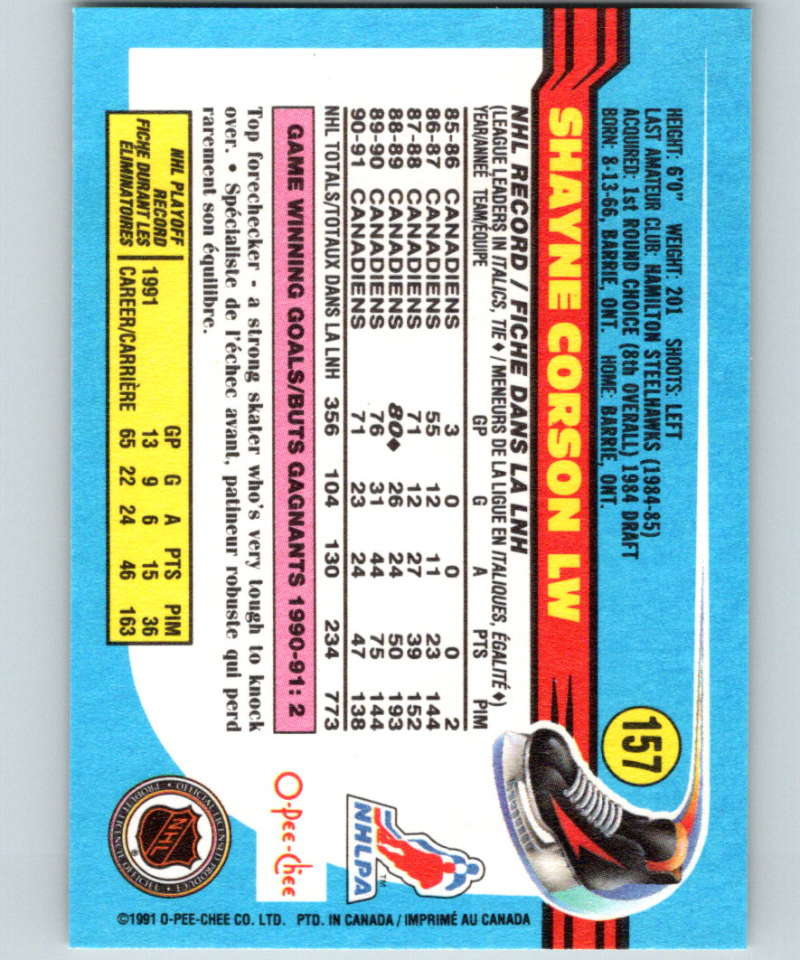 HEIGHT: 6'0" WEIGHT: 201 SHOOTS: LEFT
LAST AMATEUR CLUB: HAMILTON STEELHAWKS (1984-85)
ACQUIRED: 1st ROUND CHOICE (8th OVERALL) 1984 DRAFT
BORN: 8-13-66, BARRIE, ONT. HOME: BARRIE, ONT.
157
SHAYNE CORSON LW
NHL RECORD / FICHE DANS LA LNH
(LEAGUE LEADERS IN ITALICS, TIE ♦ / MENEURS DE LA LIGUE EN ITALIQUES, ÉGALITÉ ♦)
YEAR/ANNÉE TEAM/ÉQUIPE GP G A PTS PIM
85-86 CANADIENS 3 0 0 0 2
86-87 CANADIENS 55 12 11 23 144
87-88 CANADIENS 71 12 27 39 152
88-89 CANADIENS 80♦ 26 24 50 193
89-90 CANADIENS 76 31 44 75 144
90-91 CANADIENS 71 23 24 47 138
NHL TOTALS/TOTAUX DANS LA LNH 356 104 130 234 773
GAME WINNING GOALS/BUTS GAGNANTS 1990-91: 2
Top forechecker - a strong skater who's very tough to knock
over. • Spécialiste de l'échec avant, patineur robuste qui perd
rarement son équilibre.
NHL PLAYOFF
RECORD
FICHE DURANT LES
ÉLIMINATOIRES
GP G A PTS PIM
1991 13 9 6 15 36
CAREER/CARRIÈRE 65 22 24 46 163
NHLPA™
O-pee-chee
OFFICIAL LICENSED PRODUCT • PRODUIT LICENCIÉ OFFICIEL •
NHL
®
©1991 O-PEE-CHEE CO. LTD. PTD. IN CANADA / IMPRIMÉ AU CANADA